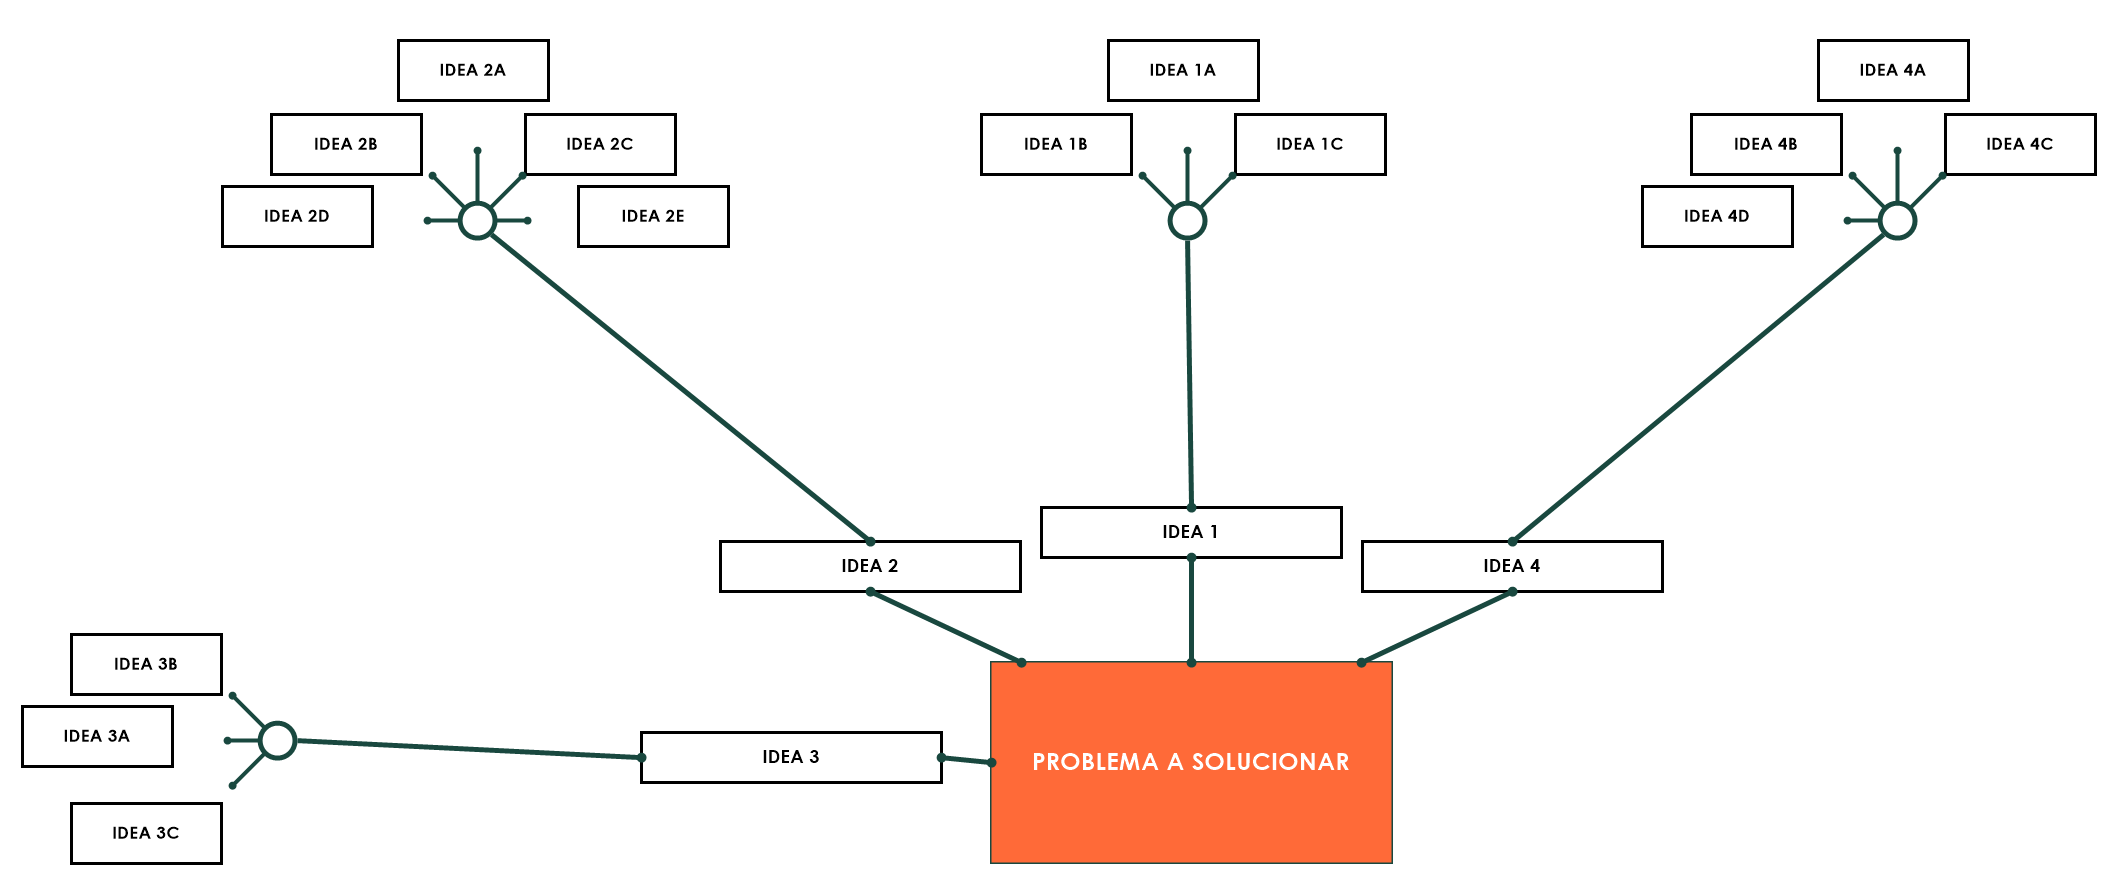 IDEA 2A
IDEA 1A
IDEA 4A
IDEA 2B
IDEA 2C
IDEA 1B
IDEA 1C
IDEA 4B
IDEA 4C
IDEA 2D
IDEA 2E
IDEA 4D
IDEA 1
IDEA 2
IDEA 4
IDEA 3B
IDEA 3A
IDEA 3
PROBLEMA A SOLUCIONAR
IDEA 3C